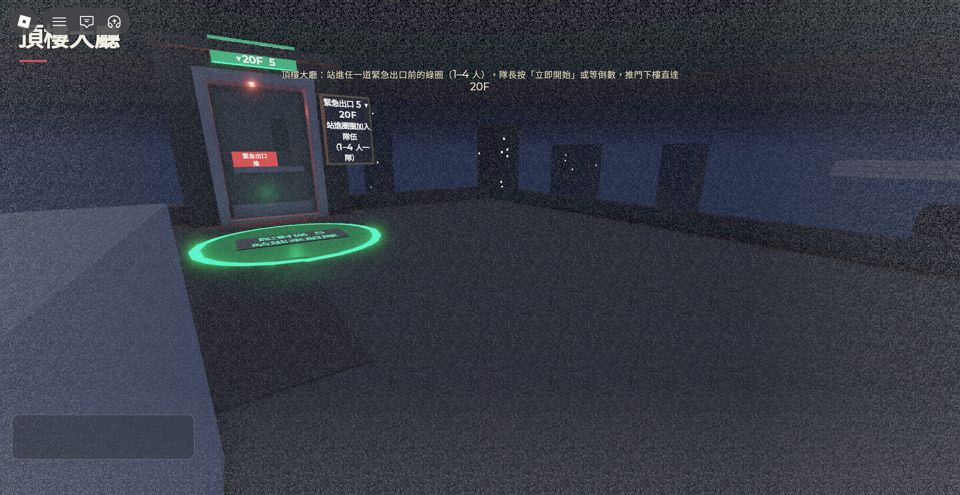 頂樓大廳
▼20F 5
頂樓大廳：站進任一道緊急出口前的綠圈（1–4 人），隊長按「立即開始」或等倒數，推門下樓直達
20F
緊急出口 5 ▼
20F
站進圈圈加入
隊伍
（1–4 人一
隊）
緊急出口
推